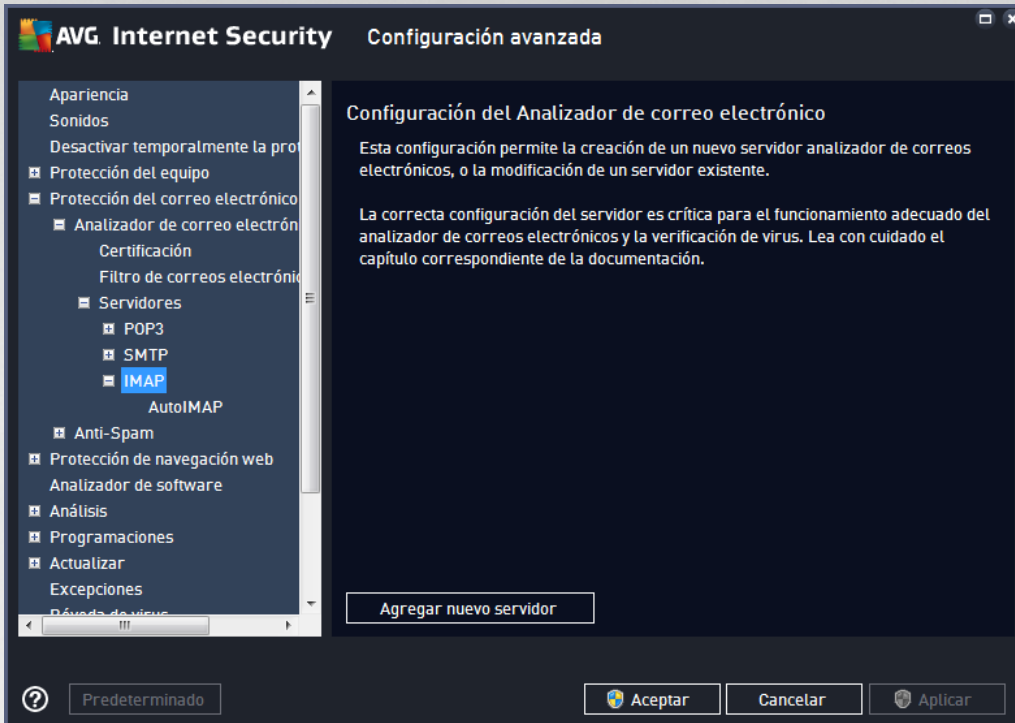 AVG. Internet Security Configuración avanzada
Apariencia
Sonidos
Desactivar temporalmente la prot
Protección del equipo
Protección del correo electrónico
Analizador de correo electrón
Certificación
Filtro de correos electrónic
Servidores
POP3
SMTP
IMAP
AutoIMAP
Anti-Spam
Protección de navegación web
Analizador de software
Análisis
Programaciones
Actualizar
Excepciones
Bóveda de virus
Configuración del Analizador de correo electrónico
Esta configuración permite la creación de un nuevo servidor analizador de correos
electrónicos, o la modificación de un servidor existente.
La correcta configuración del servidor es crítica para el funcionamiento adecuado del
analizador de correos electrónicos y la verificación de virus. Lea con cuidado el
capítulo correspondiente de la documentación.
Agregar nuevo servidor
Predeterminado
Aceptar
Cancelar
Aplicar